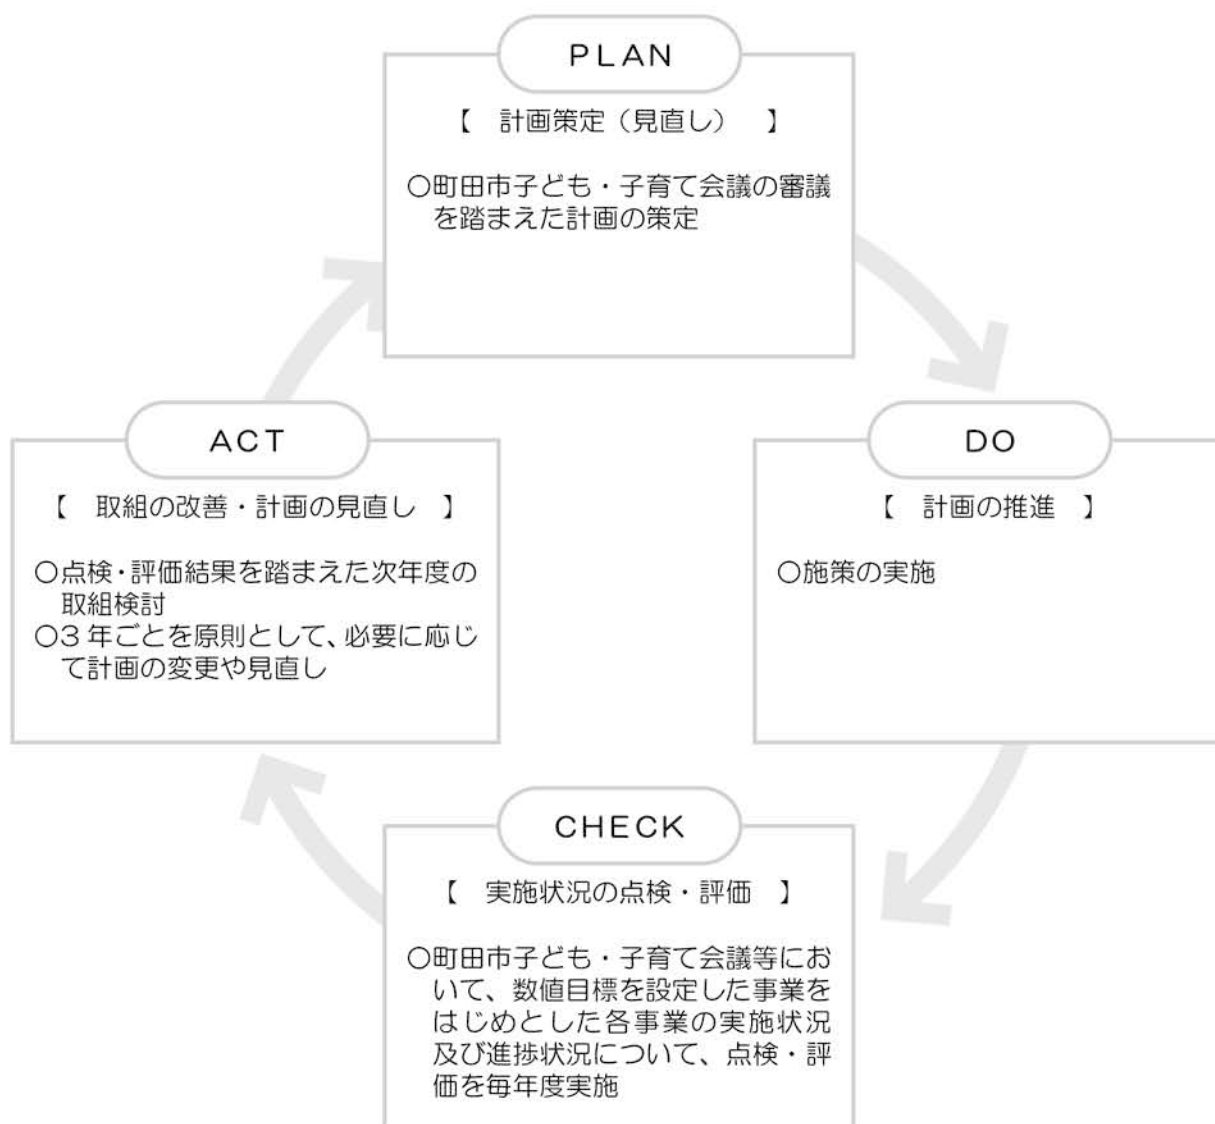 PLAN
【　計画策定（見直し）　】
○町田市子ども・子育て会議の審議
を踏まえた計画の策定
ACT
【　取組の改善・計画の見直し　】
○点検・評価結果を踏まえた次年度の
取組検討
○3 年ごとを原則として、必要に応じ
て計画の変更や見直し
DO
【　計画の推進　】
○施策の実施
CHECK
【　実施状況の点検・評価　】
○町田市子ども・子育て会議等にお
いて、数値目標を設定した事業を
はじめとした各事業の実施状況
及び進捗状況について、点検・評
価を毎年度実施